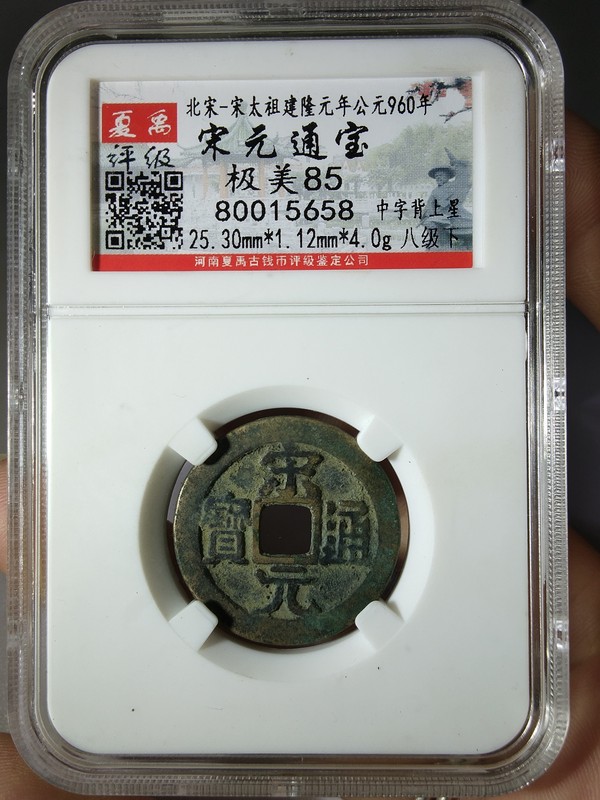 夏禹
评级
北宋-宋太祖建隆元年公元960年
宋元通宝
极美85
80015658 中字背上星
25.30mm*1.12mm*4.0g 八级下
河南夏禹古钱币评级鉴定公司
宋元通寳